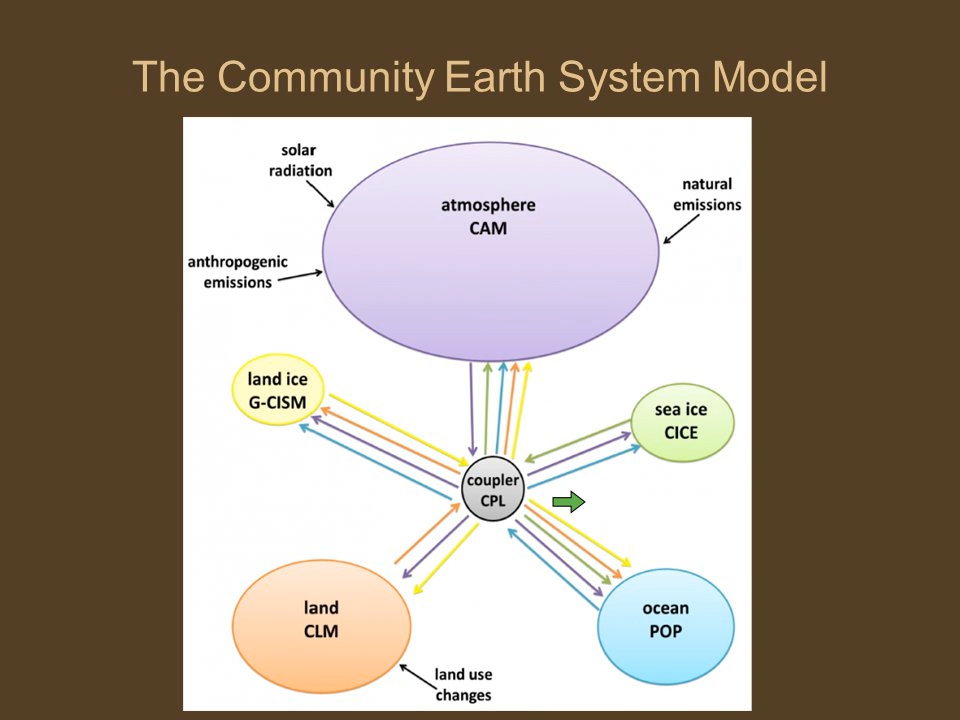 The Community Earth System Model
solar
radiation
natural
emissions
atmosphere
CAM
anthropogenic
emissions
land ice
G-CISM
sea ice
CICE
coupler
CPL
land
CLM
ocean
POP
land use
changes